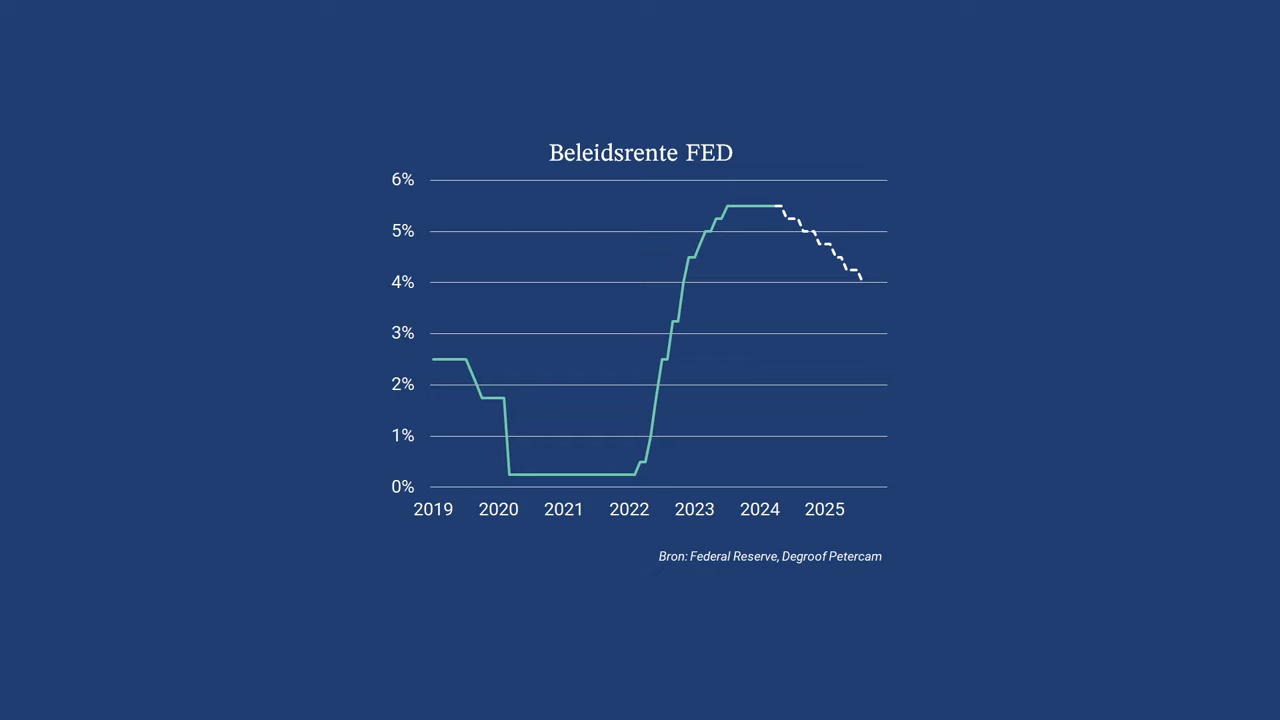 Beleidsrente FED
6%
5%
4%
3%
2%
1%
0%
2019 2020 2021 2022 2023 2024 2025
Bron: Federal Reserve, Degroof Petercam